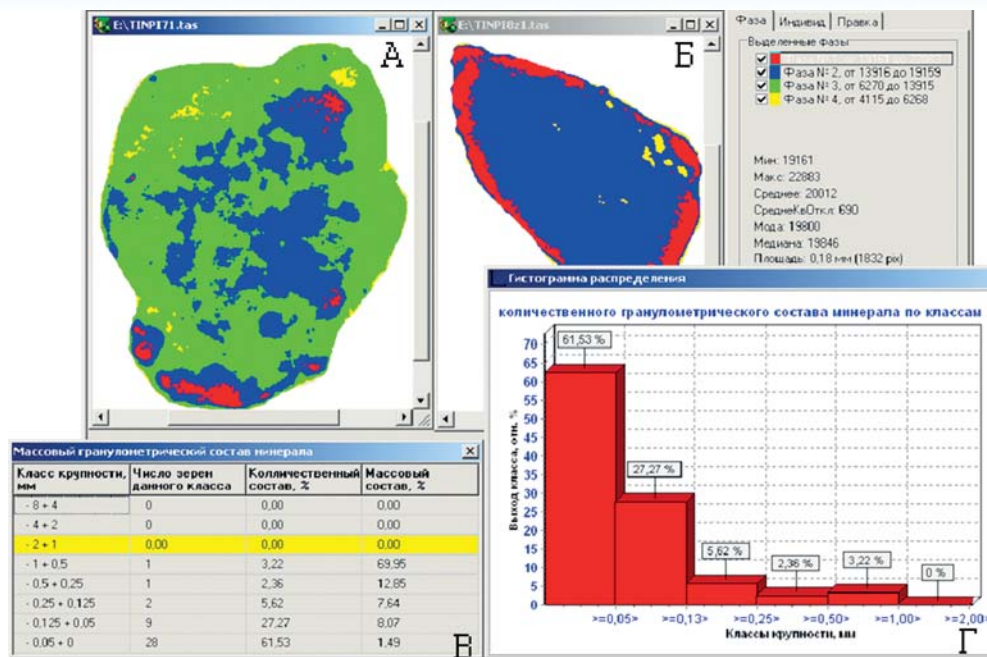 E:\TINPI71.tas
А
E:\TINPI8z1.tas
Б
Фаза Индивид Правка
Выделенные фазы
Фаза № 2, от 13916 до 19159
Фаза № 3, от 6270 до 13915
Фаза № 4, от 4115 до 6268
Мин: 19161
Макс: 22883
Среднее: 20012
СреднеКвОткл: 690
Мода: 19800
Медиана: 19846
Площадь: 0,18 мм (1832 pix)
Массовый гранулометрический состав минерала
Класс крупности, мм Число зерен данного класса Колличественный состав, % Массовый состав, %
- 8 + 4 0 0,00 0,00
- 4 + 2 0 0,00 0,00
- 2 + 1 0,00 0,00 0,00
- 1 + 0,5 1 3,22 69,95
- 0,5 + 0,25 1 2,36 12,85
- 0,25 + 0,125 2 5,62 7,64
- 0,125 + 0,05 9 27,27 8,07
- 0,05 + 0 28 61,53 1,49
В
Гистограмма распределения
количественного гранулометрического состава минерала по классам
Выход класса, отн. %
70
65
60
55
50
45
40
35
30
25
20
15
10
5
0
61,53 %
27,27 %
5,62 %
2,36 %
3,22 %
0 %
>=0,05> >=0,13> >=0,25> >=0,50> >=1,00> >=2,00>
Классы крупности, мм
Г